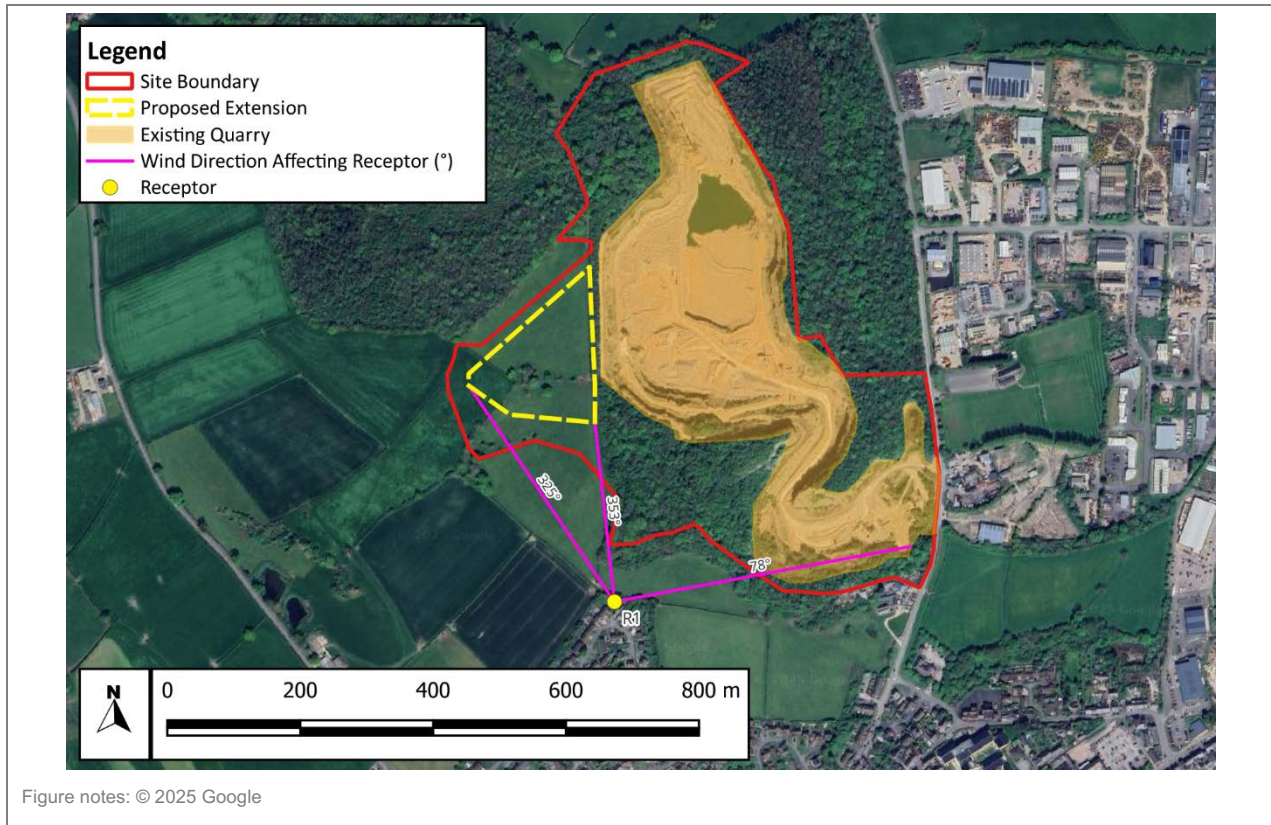 Legend
Site Boundary
Proposed Extension
Existing Quarry
Wind Direction Affecting Receptor (°)
Receptor
325°
353°
78°
R1
N
0 200 400 600 800 m
Figure notes: © 2025 Google